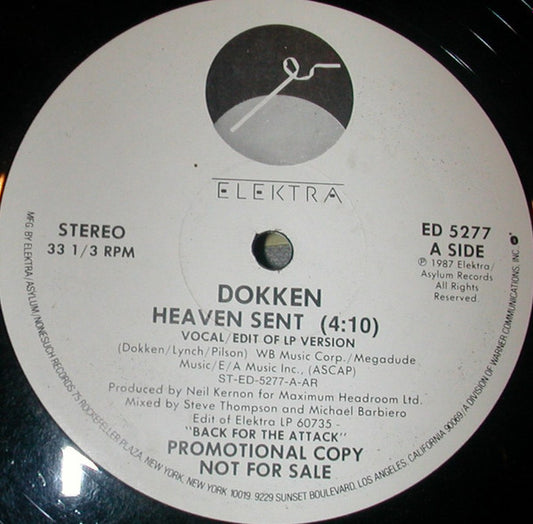 ELEKTRA
STEREO
33 1/3 RPM
ED 5277
A SIDE
Ⓟ 1987 Elektra/
Asylum Records
All Rights
Reserved.
DOKKEN
HEAVEN SENT (4:10)
VOCAL/EDIT OF LP VERSION
(Dokken/Lynch/Pilson) WB Music Corp./Megadude
Music/E/A Music Inc., (ASCAP)
ST-ED-5277-A-AR
Produced by Neil Kernon for Maximum Headroom Ltd.
Mixed by Steve Thompson and Michael Barbiero
Edit of Elektra LP 60735 -
"BACK FOR THE ATTACK"
PROMOTIONAL COPY
NOT FOR SALE
MFG. BY ELEKTRA/ASYLUM/NONESUCH RECORDS 75 ROCKEFELLER PLAZA, NEW YORK, NEW YORK 10019. 9229 SUNSET BOULEVARD, LOS ANGELES, CALIFORNIA 90069/A DIVISION OF WARNER COMMUNICATIONS, INC.